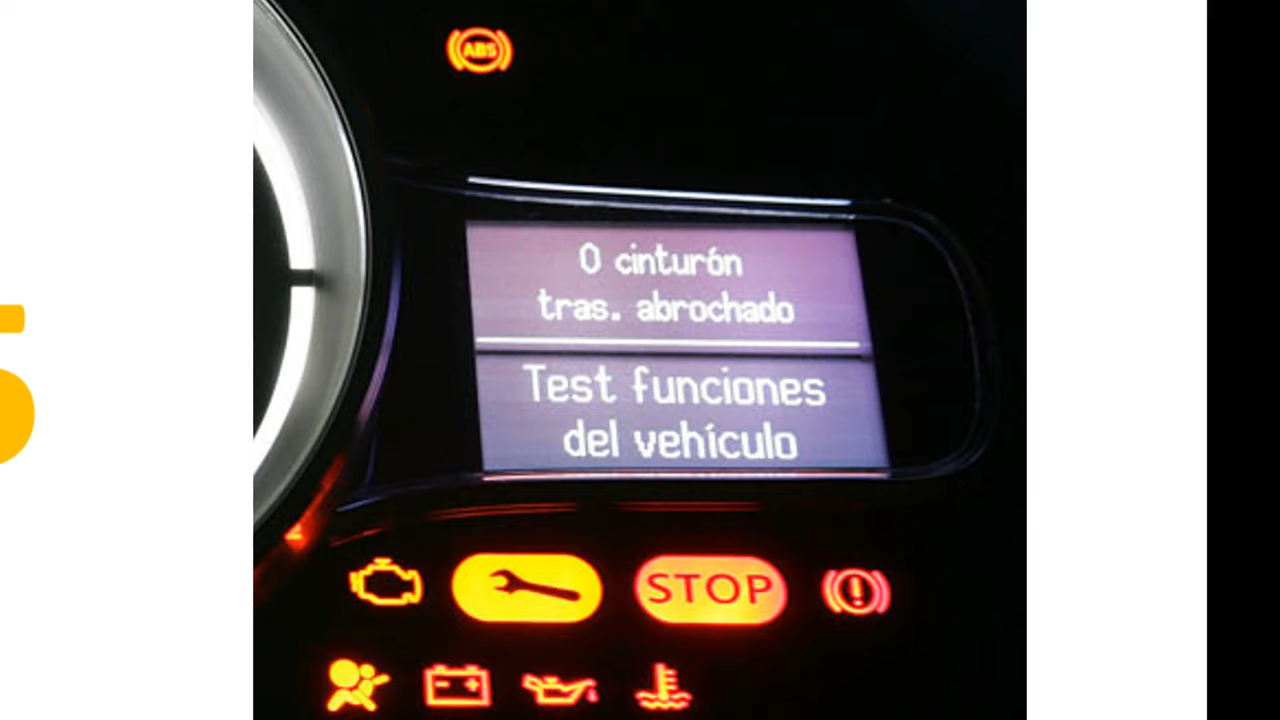 ABS
0 cinturón
tras. abrochado
Test funciones
del vehículo
STOP